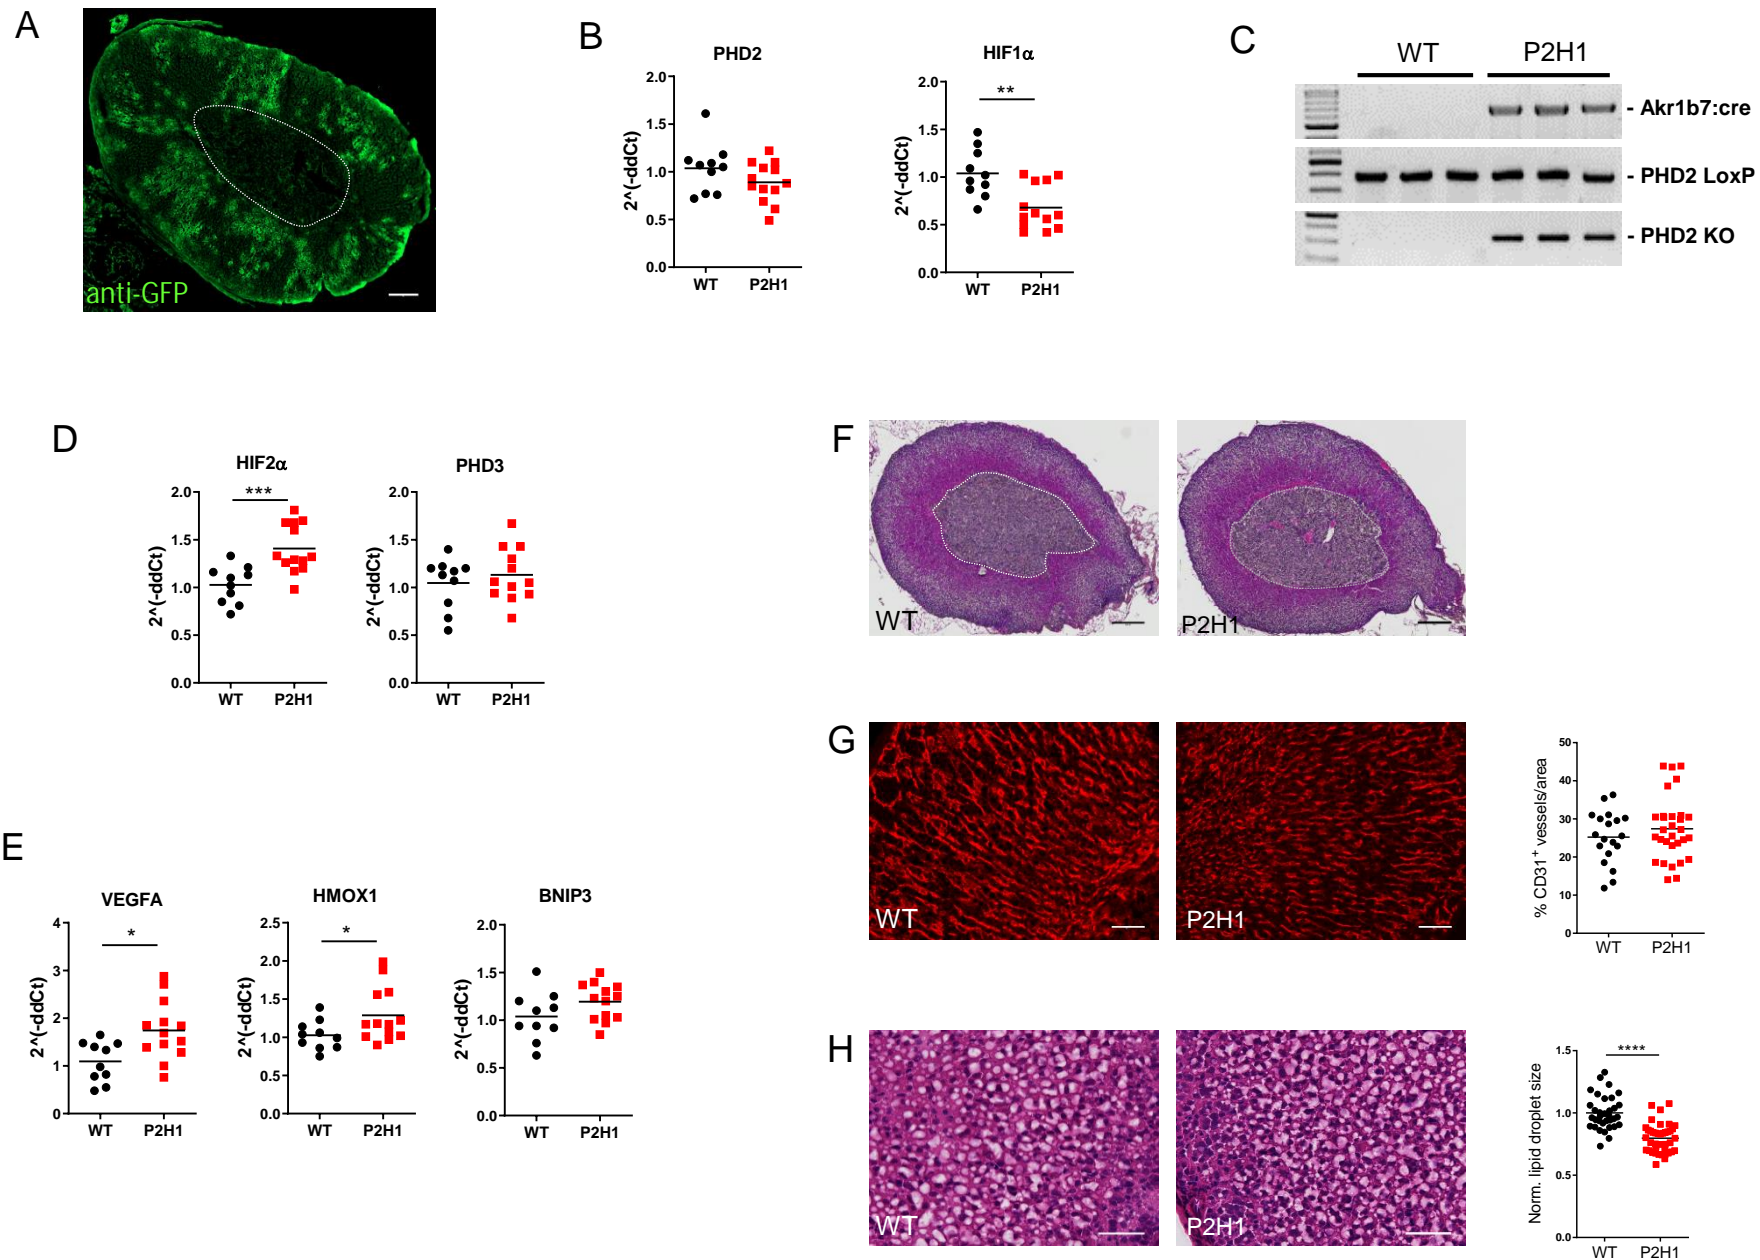 A
anti-GFP
B
PHD2
2^(-ddCt)
2.0
1.5
1.0
0.5
0.0
WT P2H1
HIF1α
**
2^(-ddCt)
2.0
1.5
1.0
0.5
0.0
WT P2H1
C
WT P2H1
- Akr1b7:cre
- PHD2 LoxP
- PHD2 KO
D
HIF2α
***
2^(-ddCt)
2.0
1.5
1.0
0.5
0.0
WT P2H1
PHD3
2^(-ddCt)
2.0
1.5
1.0
0.5
0.0
WT P2H1
E
VEGFA
*
2^(-ddCt)
4
3
2
1
0
WT P2H1
HMOX1
*
2^(-ddCt)
2.5
2.0
1.5
1.0
0.5
0.0
WT P2H1
BNIP3
2^(-ddCt)
2.0
1.5
1.0
0.5
0.0
WT P2H1
F
WT
P2H1
G
WT
P2H1
% CD31+ vessels/area
50
40
30
20
10
0
WT P2H1
H
WT
P2H1
****
Norm. lipid droplet size
1.5
1.0
0.5
0.0
WT P2H1